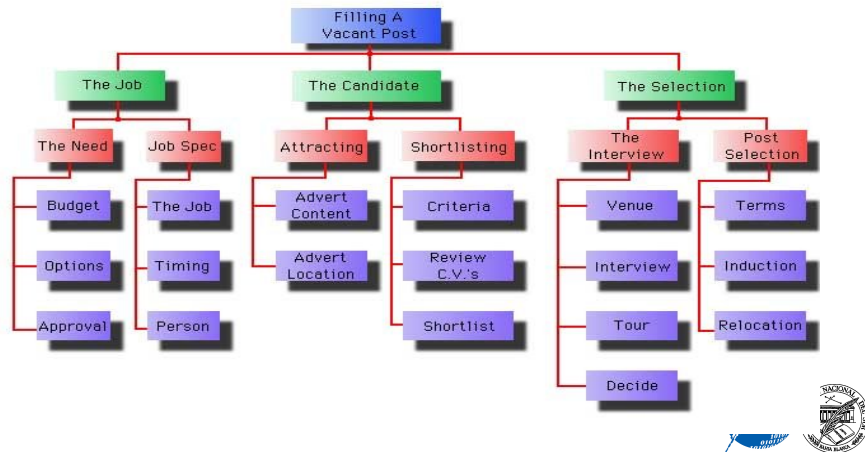 Filling A
Vacant Post
The Job
The Candidate
The Selection
The Need
Job Spec
Attracting
Shortlisting
The
Interview
Post
Selection
Budget
The Job
Advert
Content
Criteria
Venue
Terms
Options
Timing
Advert
Location
Review
C.V.'s
Interview
Induction
Approval
Person
Shortlist
Tour
Relocation
Decide
NACIONAL